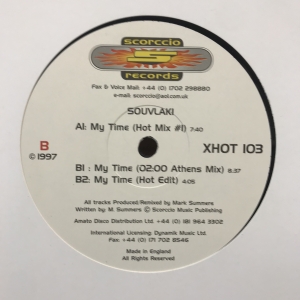 scorccio
S
records
Fax & Voice Mail: ++44 (0) 1702 298880
e-mail: scorccio@aol.com.uk
SOUVLAKI
A1: My Time (Hot Mix #1) 7:40
XHOT 103
B
© 1997
B1 : My Time (02:00 Athens Mix) 8:37
B2: My Time (Hot Edit) 4:05
All tracks Produced/Remixed by Mark Summers
Written by: M. Summers © Scorccio Music Publishing
Amato Disco Distribution Ltd. ++44 (0) 181 964 3302
International Licensing: Dynamik Music Ltd.
Fax: ++44 (0) 171 702 8546
Made in England
All Rights Reserved